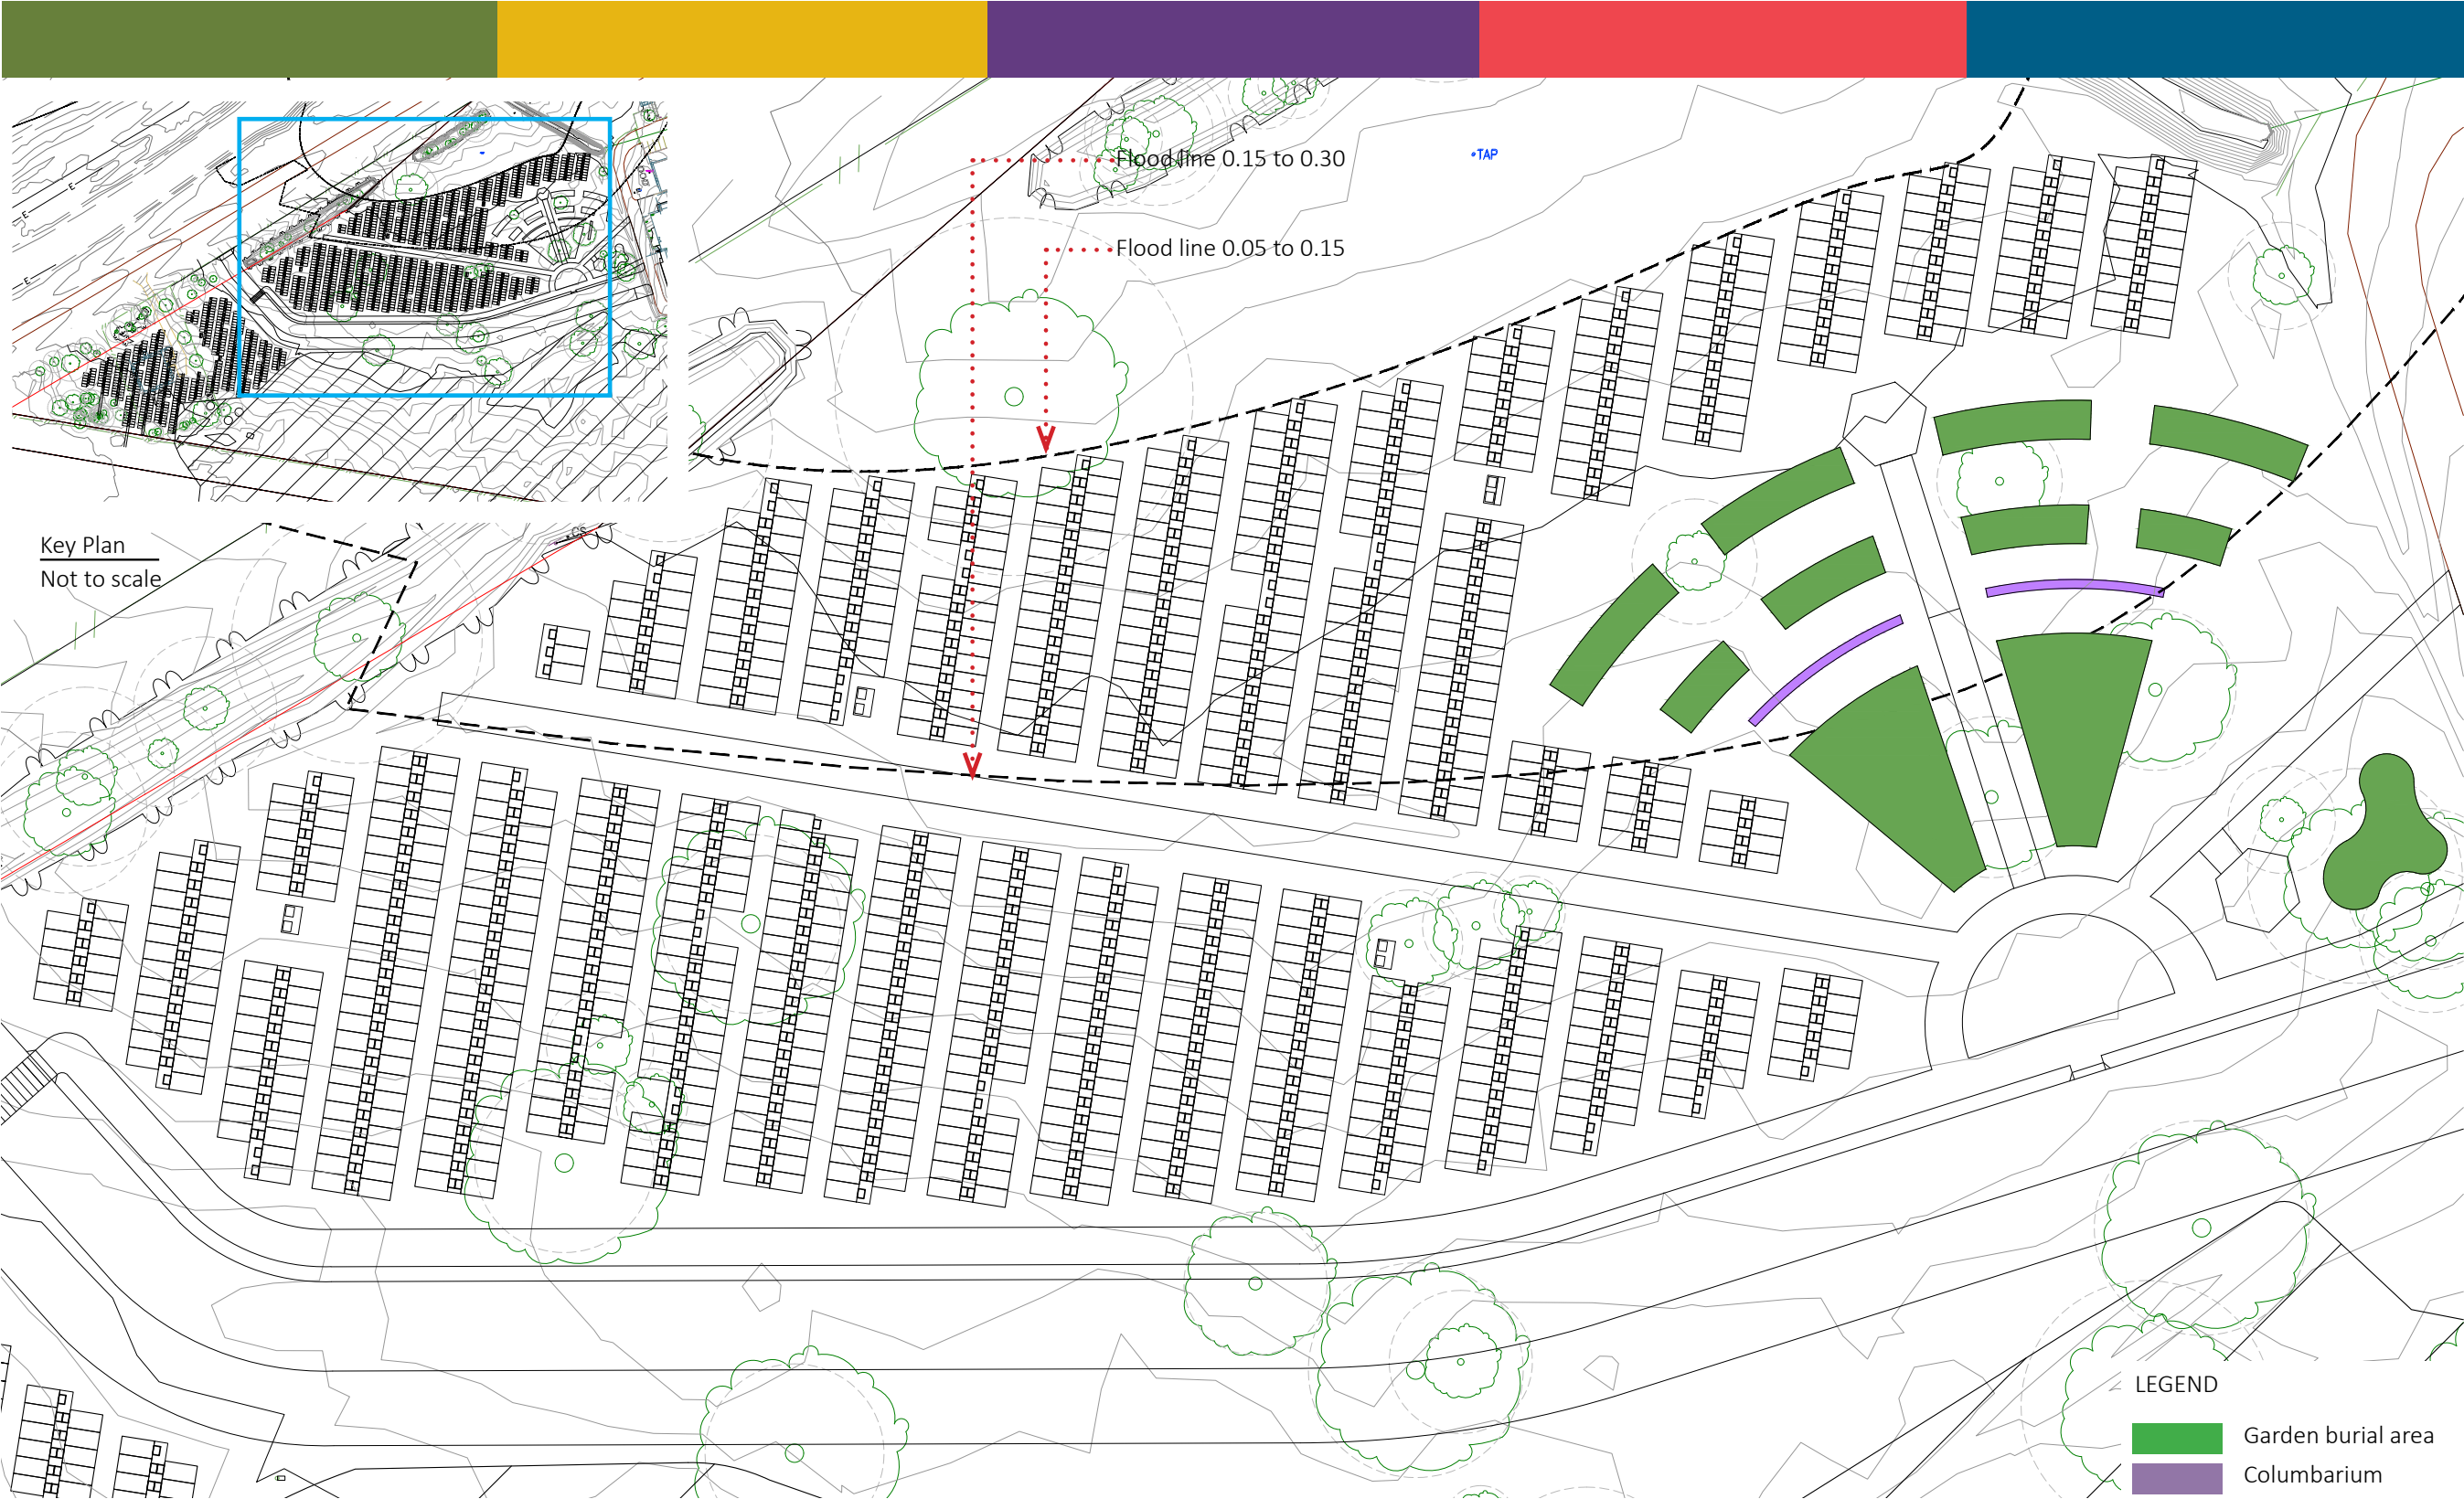 Flood line 0.15 to 0.30
TAP
Flood line 0.05 to 0.15
Key Plan
Not to scale
LEGEND
Garden burial area
Columbarium